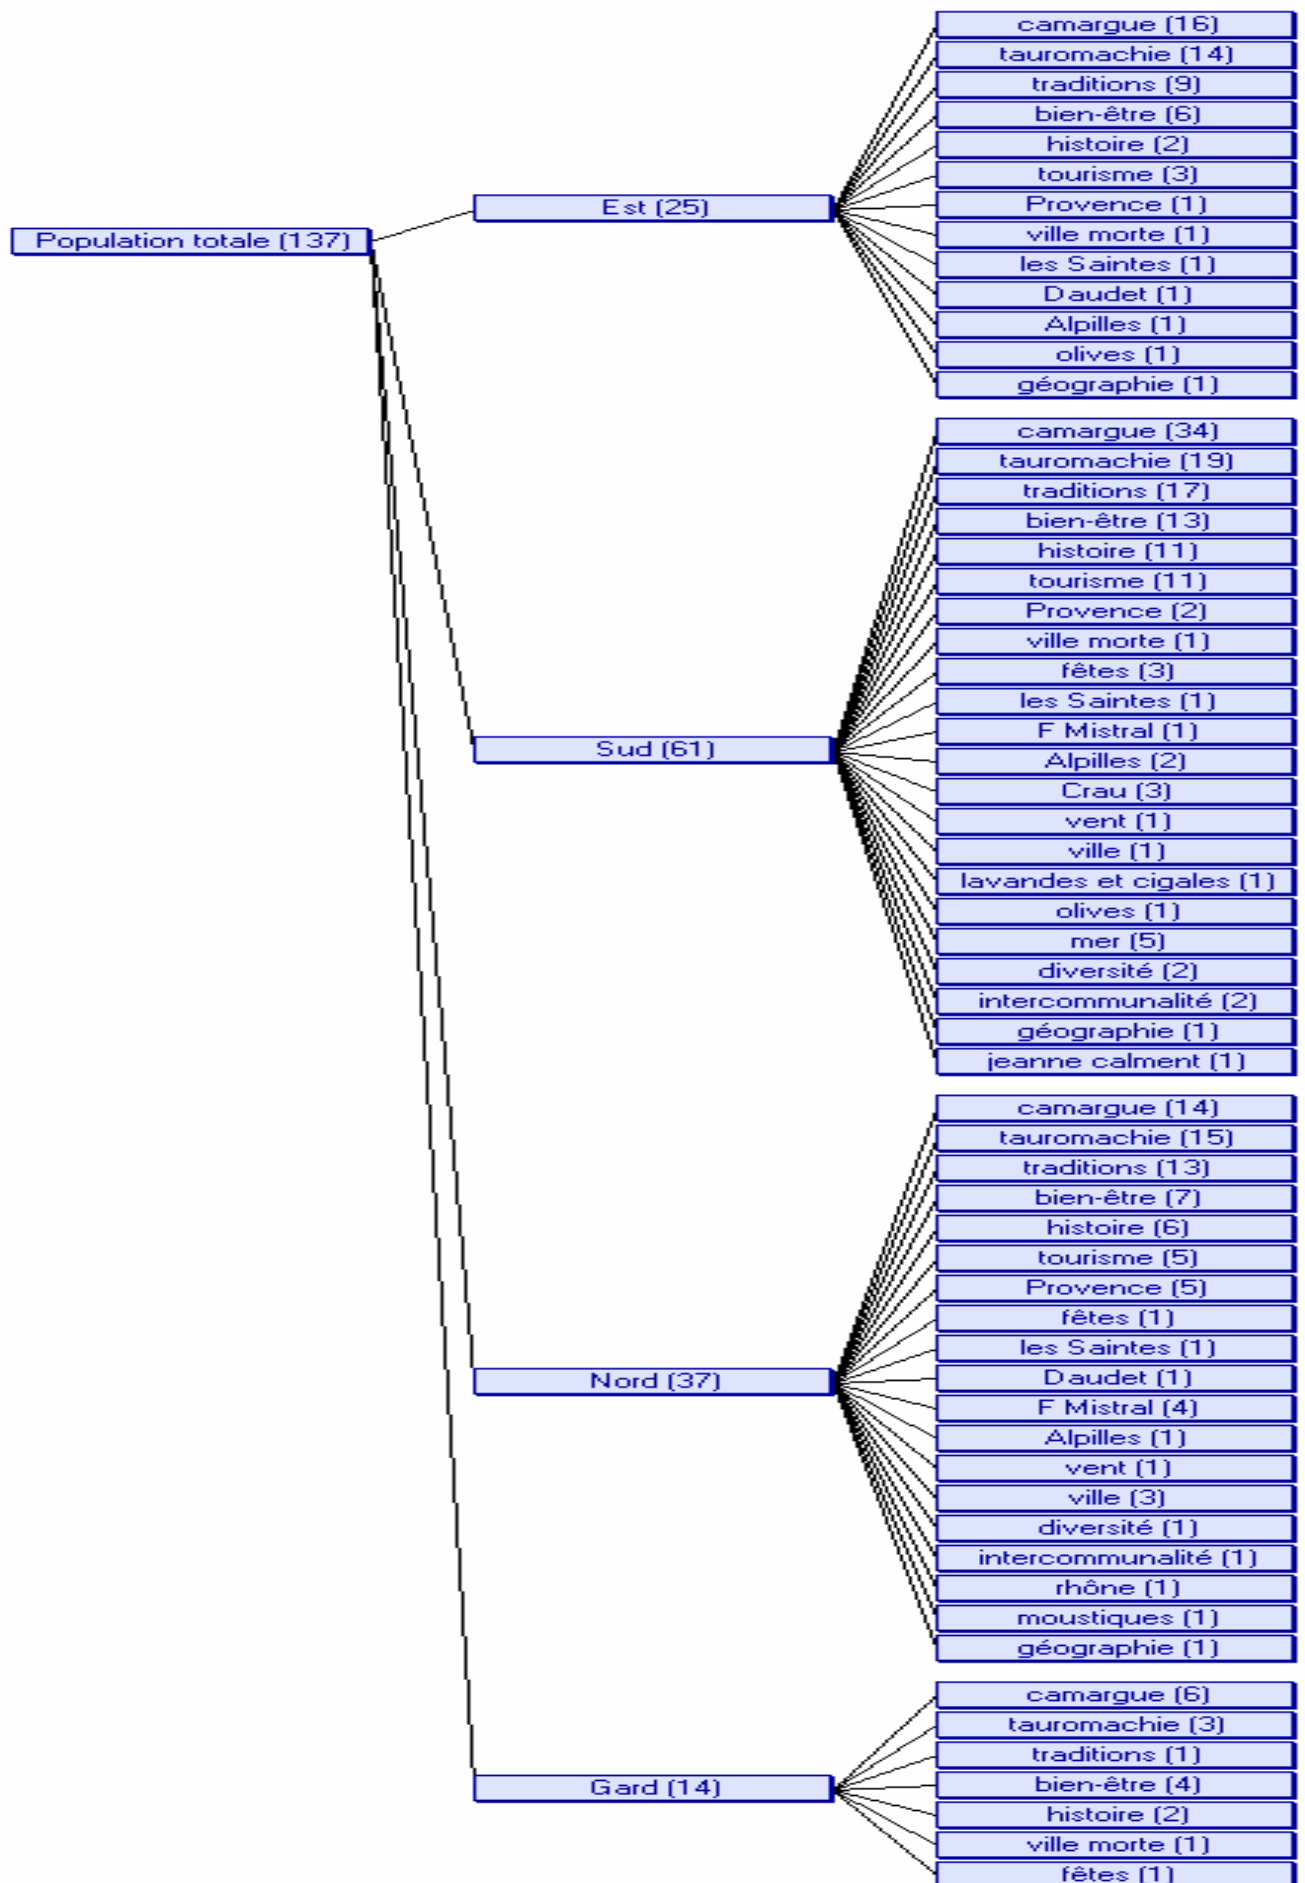 Population totale (137)
Est (25)
camargue (16)
tauromachie (14)
traditions (9)
bien-être (6)
histoire (2)
tourisme (3)
Provence (1)
ville morte (1)
les Saintes (1)
Daudet (1)
Alpilles (1)
olives (1)
géographie (1)
Sud (61)
camargue (34)
tauromachie (19)
traditions (17)
bien-être (13)
histoire (11)
tourisme (11)
Provence (2)
ville morte (1)
fêtes (3)
les Saintes (1)
F Mistral (1)
Alpilles (2)
Crau (3)
vent (1)
ville (1)
lavandes et cigales (1)
olives (1)
mer (5)
diversité (2)
intercommunalité (2)
géographie (1)
jeanne calment (1)
Nord (37)
camargue (14)
tauromachie (15)
traditions (13)
bien-être (7)
histoire (6)
tourisme (5)
Provence (5)
fêtes (1)
les Saintes (1)
Daudet (1)
F Mistral (4)
Alpilles (1)
vent (1)
ville (3)
diversité (1)
intercommunalité (1)
rhône (1)
moustiques (1)
géographie (1)
Gard (14)
camargue (6)
tauromachie (3)
traditions (1)
bien-être (4)
histoire (2)
ville morte (1)
fêtes (1)